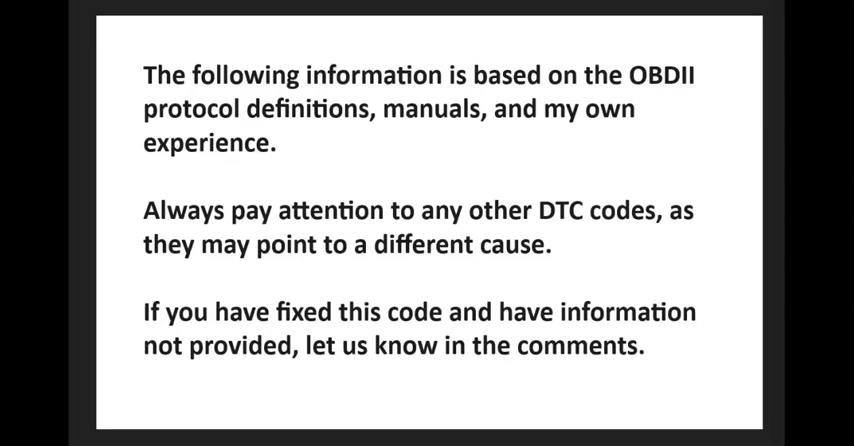 The following information is based on the OBDII
protocol definitions, manuals, and my own
experience.
Always pay attention to any other DTC codes, as
they may point to a different cause.
If you have fixed this code and have information
not provided, let us know in the comments.